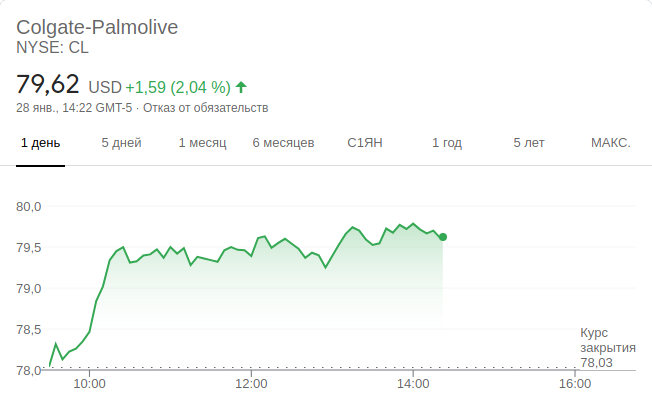 Colgate-Palmolive
NYSE: CL
79,62 USD +1,59 (2,04 %)
28 янв., 14:22 GMT-5 · Отказ от обязательств
1 день 5 дней 1 месяц 6 месяцев С1ЯН 1 год 5 лет МАКС.
80,0
79,5
79,0
78,5
78,0
Курс
закрытия
78,03
10:00 12:00 14:00 16:00